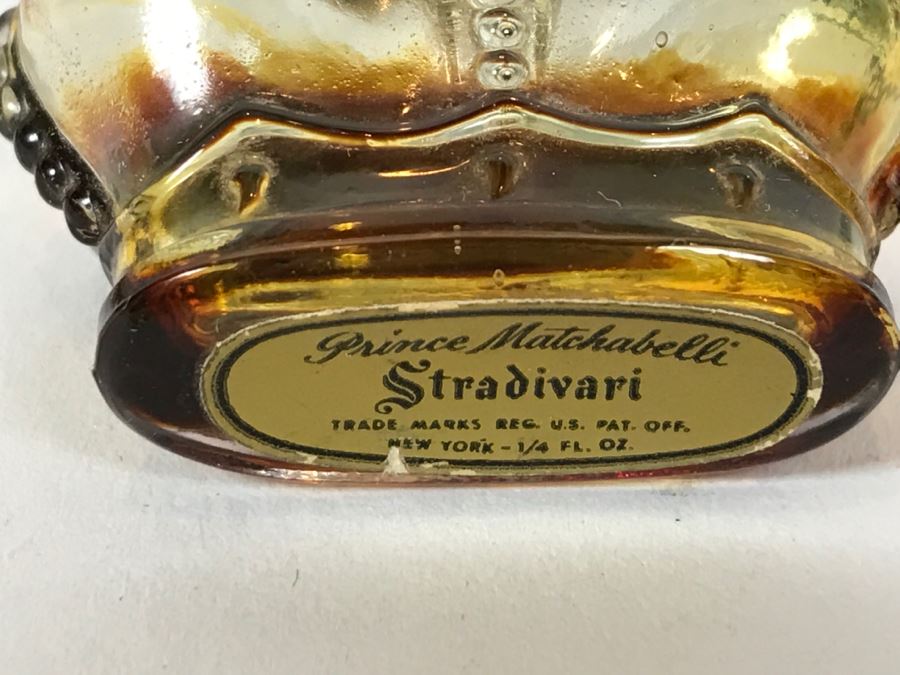 Prince Matchabelli
Stradivari
TRADE MARKS REG. U.S. PAT. OFF.
NEW YORK - 1/4 FL. OZ.